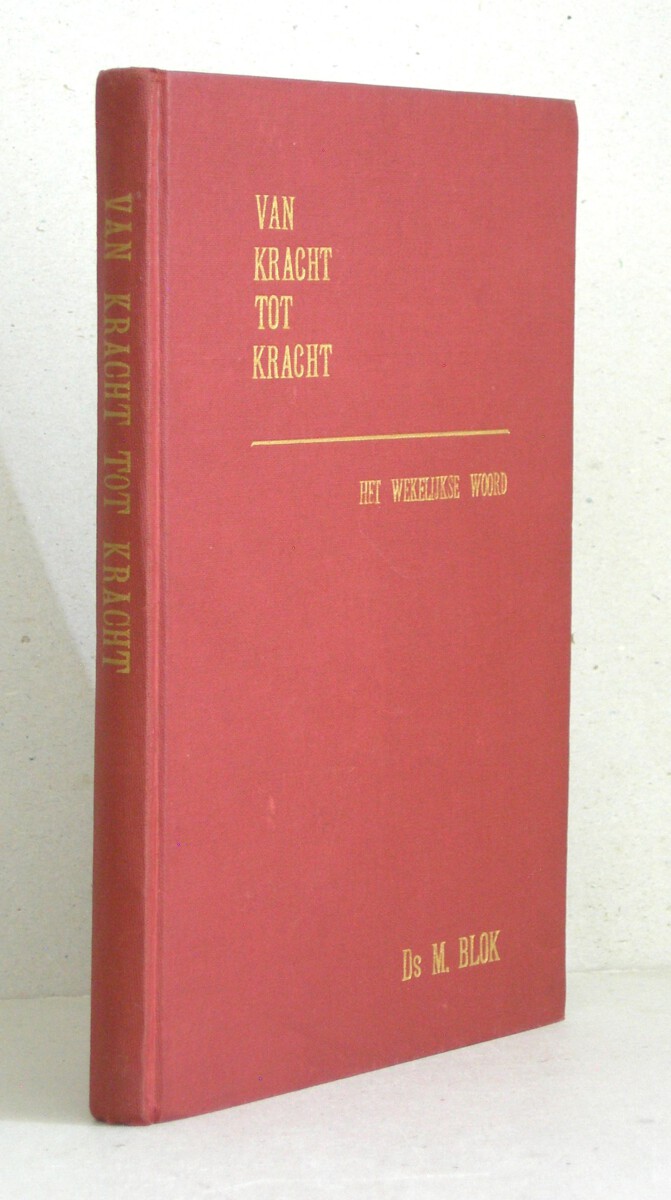 VAN KRACHT TOT KRACHT
VAN
KRACHT
TOT
KRACHT
HET WEKELIJKSE WOORD
Ds M. BLOK